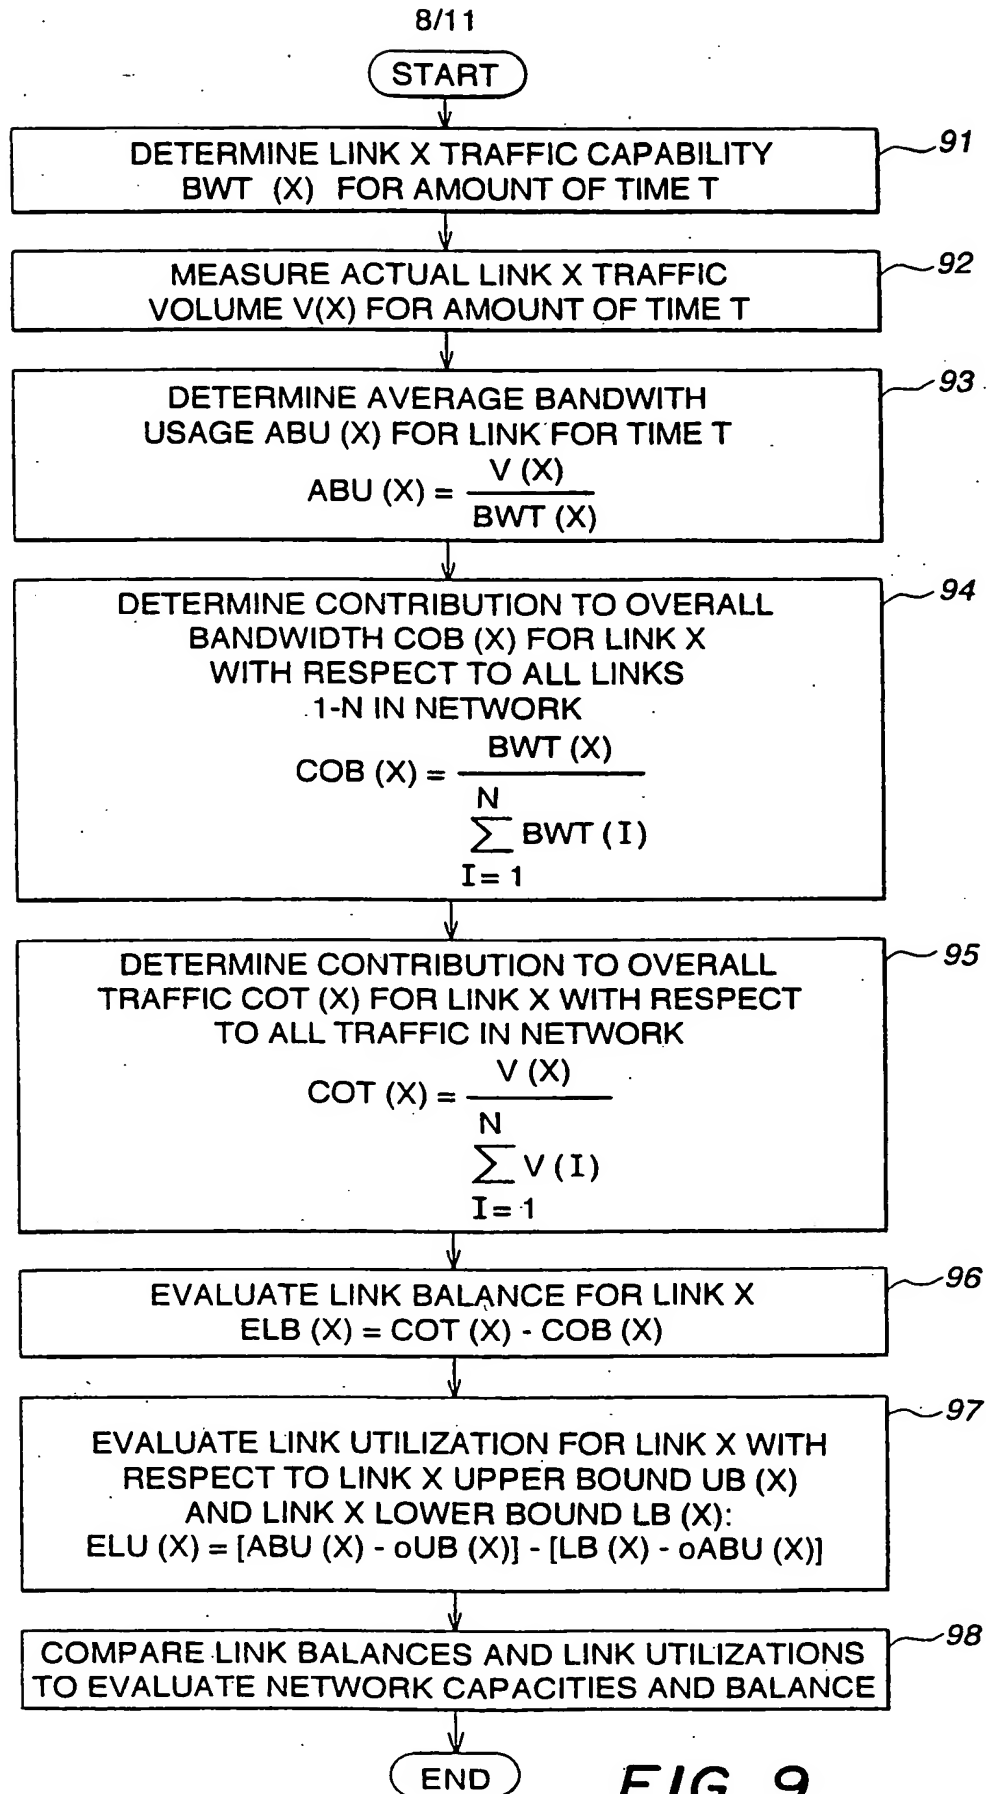 8/11
START
DETERMINE LINK X TRAFFIC CAPABILITY
BWT (X) FOR AMOUNT OF TIME T
91
MEASURE ACTUAL LINK X TRAFFIC
VOLUME V(X) FOR AMOUNT OF TIME T
92
DETERMINE AVERAGE BANDWITH
USAGE ABU (X) FOR LINK FOR TIME T
ABU (X) = V (X)
BWT (X)
93
DETERMINE CONTRIBUTION TO OVERALL
BANDWIDTH COB (X) FOR LINK X
WITH RESPECT TO ALL LINKS
1-N IN NETWORK
COB (X) = BWT (X)
N
∑ BWT (I)
I = 1
94
DETERMINE CONTRIBUTION TO OVERALL
TRAFFIC COT (X) FOR LINK X WITH RESPECT
TO ALL TRAFFIC IN NETWORK
COT (X) = V (X)
N
∑ V (I)
I = 1
95
EVALUATE LINK BALANCE FOR LINK X
ELB (X) = COT (X) - COB (X)
96
EVALUATE LINK UTILIZATION FOR LINK X WITH
RESPECT TO LINK X UPPER BOUND UB (X)
AND LINK X LOWER BOUND LB (X):
ELU (X) = [ABU (X) - oUB (X)] - [LB (X) - oABU (X)]
97
COMPARE LINK BALANCES AND LINK UTILIZATIONS
TO EVALUATE NETWORK CAPACITIES AND BALANCE
98
END
FIG. 9